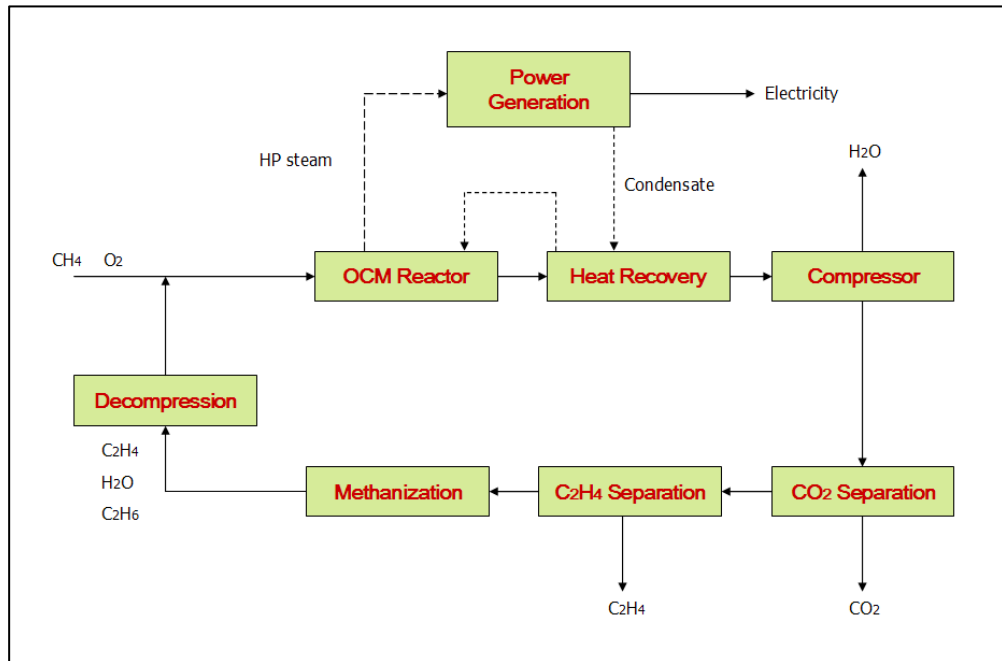 Power
Generation
Electricity
HP steam
Condensate
H2O
CH4 O2
OCM Reactor
Heat Recovery
Compressor
Decompression
C2H4
H2O
C2H6
Methanization
C2H4 Separation
CO2 Separation
C2H4
CO2